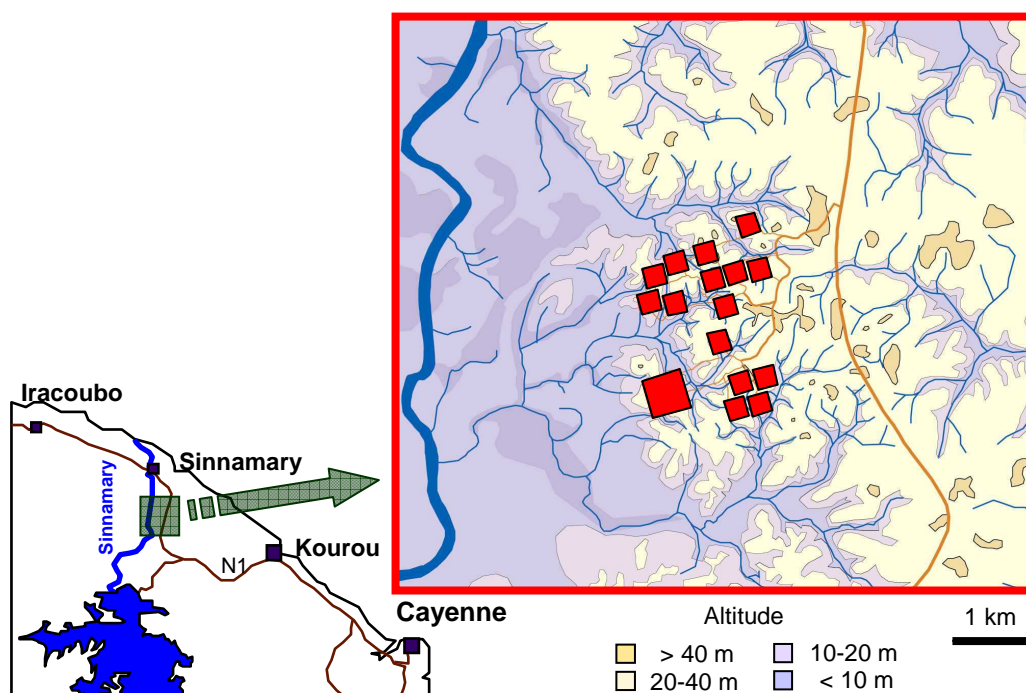 Iracoubo
Sinnamary
Sinnamary
Kourou
N1
Cayenne
Altitude
1 km
> 40 m
10-20 m
20-40 m
< 10 m